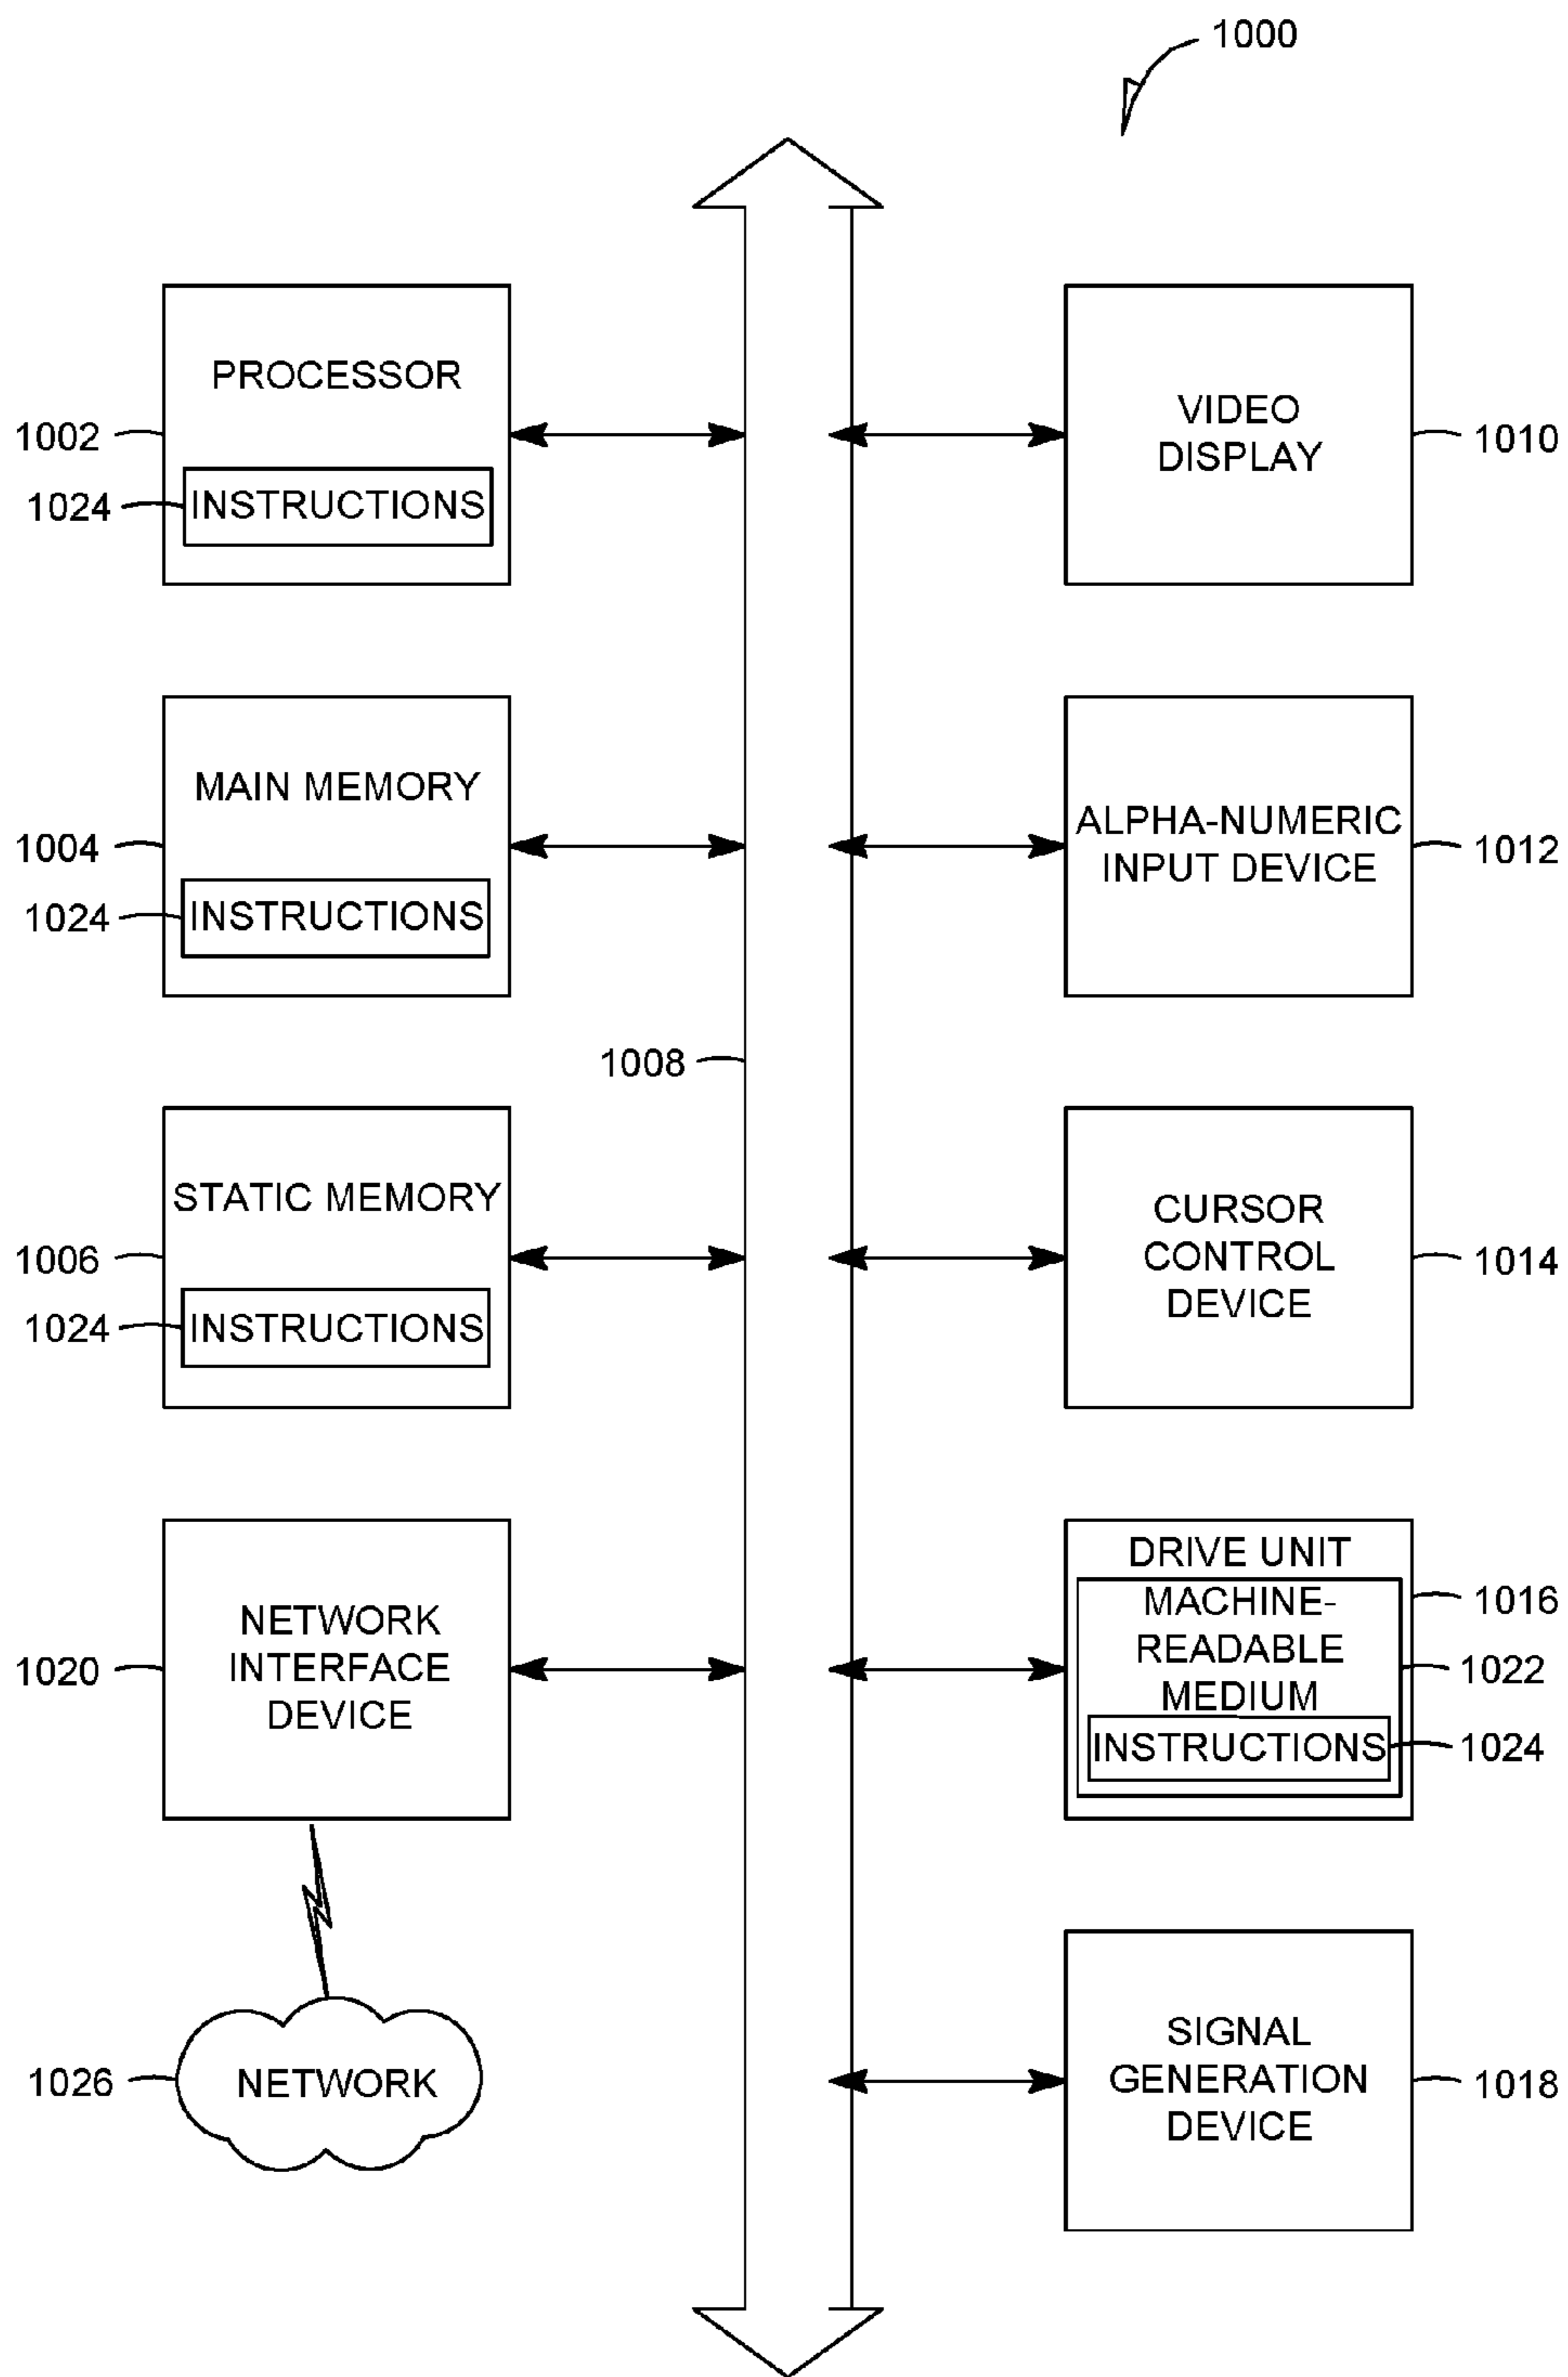 1000
PROCESSOR
1002
1024
INSTRUCTIONS
VIDEO
DISPLAY
1010
MAIN MEMORY
1004
1024
INSTRUCTIONS
ALPHA-NUMERIC
INPUT DEVICE
1012
1008
STATIC MEMORY
1006
1024
INSTRUCTIONS
CURSOR
CONTROL
DEVICE
1014
NETWORK
INTERFACE
DEVICE
1020
DRIVE UNIT
1016
MACHINE-
READABLE
MEDIUM
1022
INSTRUCTIONS
1024
NETWORK
1026
SIGNAL
GENERATION
DEVICE
1018